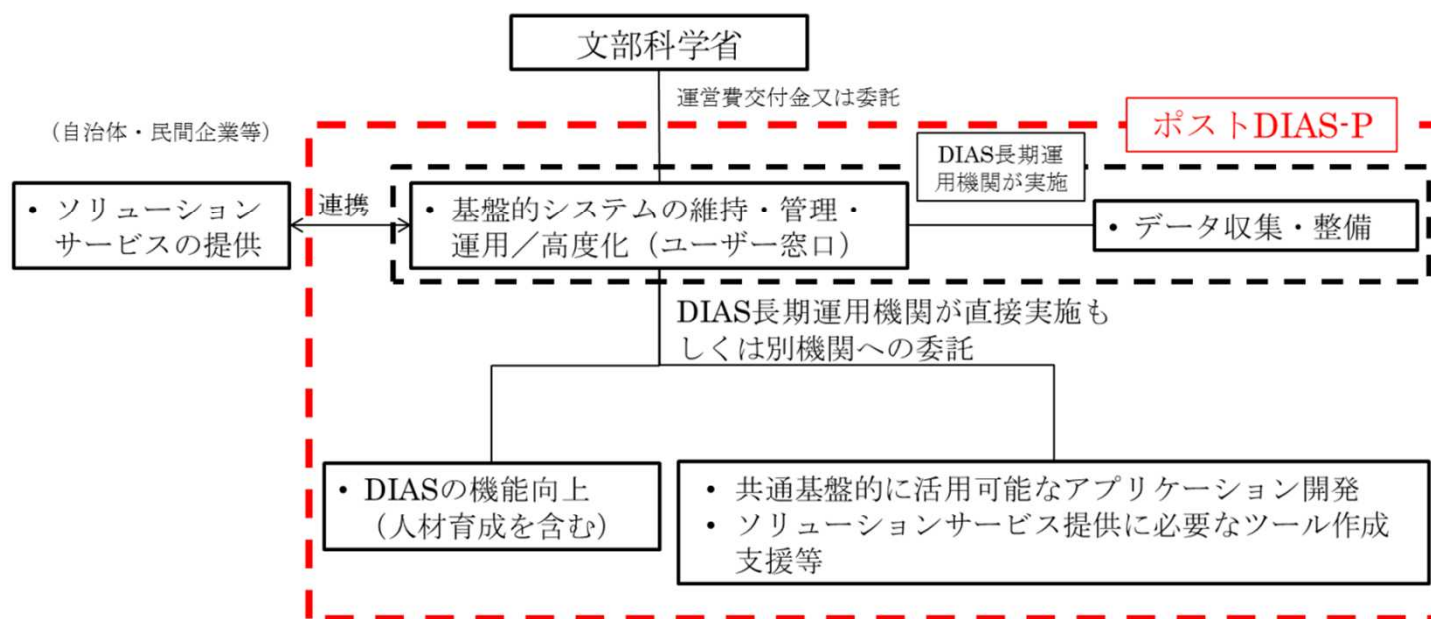 文部科学省
運営費交付金又は委託
ポストDIAS-P
（自治体・民間企業等）
DIAS長期運
用機関が実施
• ソリューション
サービスの提供
連携
• 基盤的システムの維持・管理・
運用／高度化（ユーザー窓口）
• データ収集・整備
DIAS長期運用機関が直接実施も
しくは別機関への委託
• DIASの機能向上
（人材育成を含む）
• 共通基盤的に活用可能なアプリケーション開発
• ソリューションサービス提供に必要なツール作成
支援等